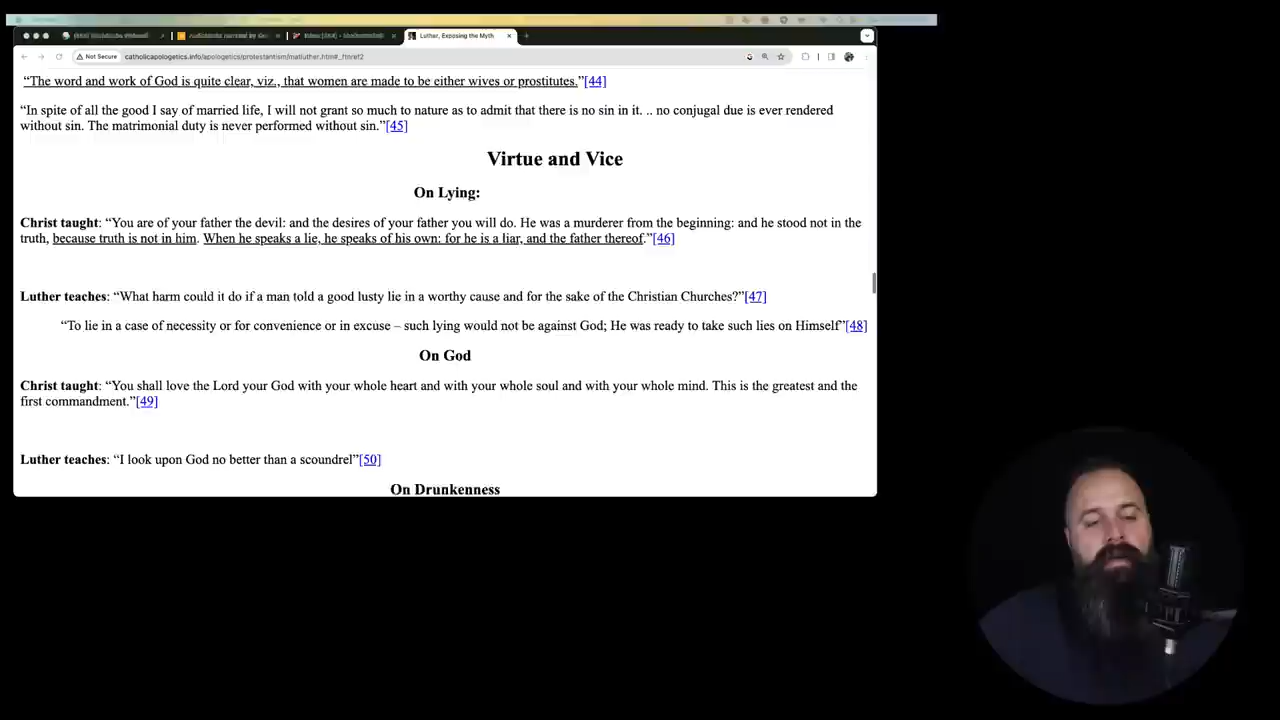 Luther, Exposing the Myth
Not Secure catholicapologetics.info/apologetics/protestantism/matluther.htm#_ftnref2
“The word and work of God is quite clear, viz., that women are made to be either wives or prostitutes.”[44]
“In spite of all the good I say of married life, I will not grant so much to nature as to admit that there is no sin in it. .. no conjugal due is ever rendered
without sin. The matrimonial duty is never performed without sin.”[45]
Virtue and Vice
On Lying:
Christ taught: “You are of your father the devil: and the desires of your father you will do. He was a murderer from the beginning: and he stood not in the
truth, because truth is not in him. When he speaks a lie, he speaks of his own: for he is a liar, and the father thereof.”[46]
Luther teaches: “What harm could it do if a man told a good lusty lie in a worthy cause and for the sake of the Christian Churches?”[47]
“To lie in a case of necessity or for convenience or in excuse – such lying would not be against God; He was ready to take such lies on Himself”[48]
On God
Christ taught: “You shall love the Lord your God with your whole heart and with your whole soul and with your whole mind. This is the greatest and the
first commandment.”[49]
Luther teaches: “I look upon God no better than a scoundrel”[50]
On Drunkenness